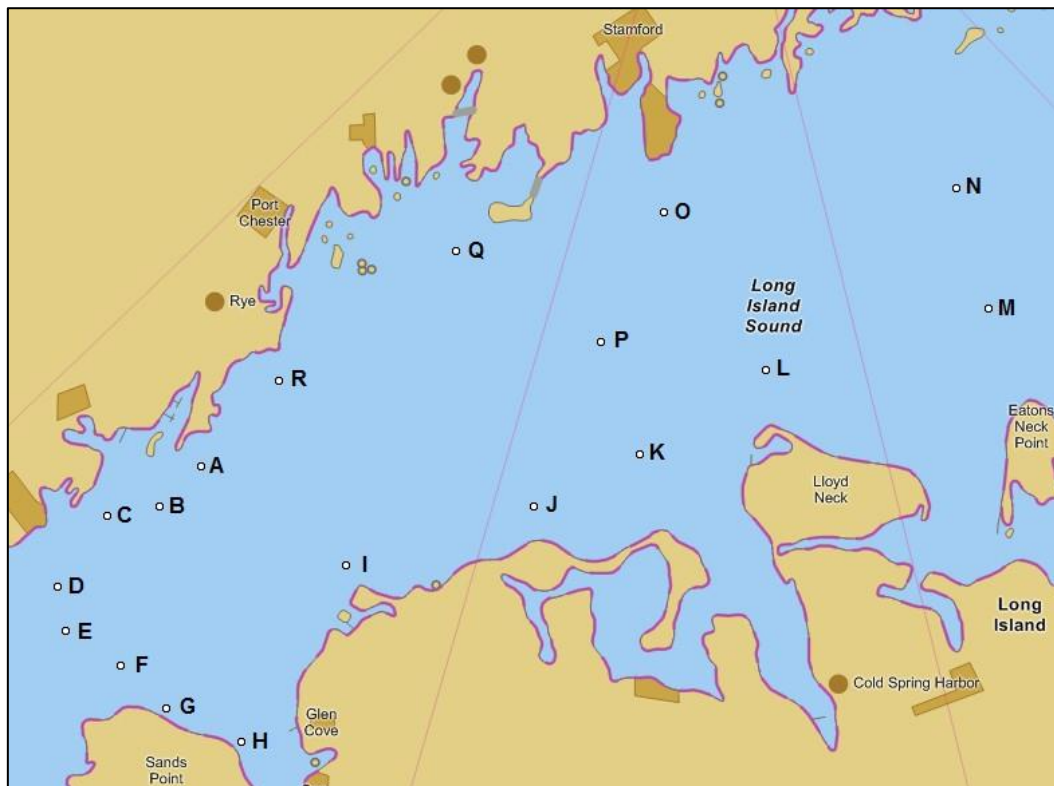 Stamford
N
Port
Chester
O
Q
Long
Island
Sound
Rye
M
P
L
R
Eatons
Neck
Point
K
A
Lloyd
Neck
B
J
C
I
D
Long
Island
E
F
Cold Spring Harbor
G
Glen
Cove
H
Sands
Point